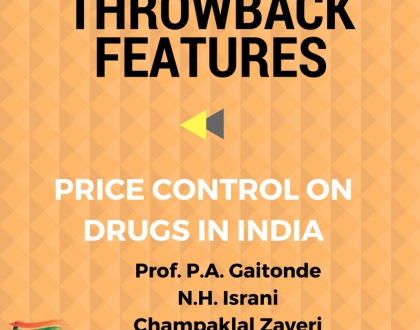 THROWBACK
FEATURES
PRICE CONTROL ON
DRUGS IN INDIA
Prof. P.A. Gaitonde
N.H. Israni
Champaklal Zaveri